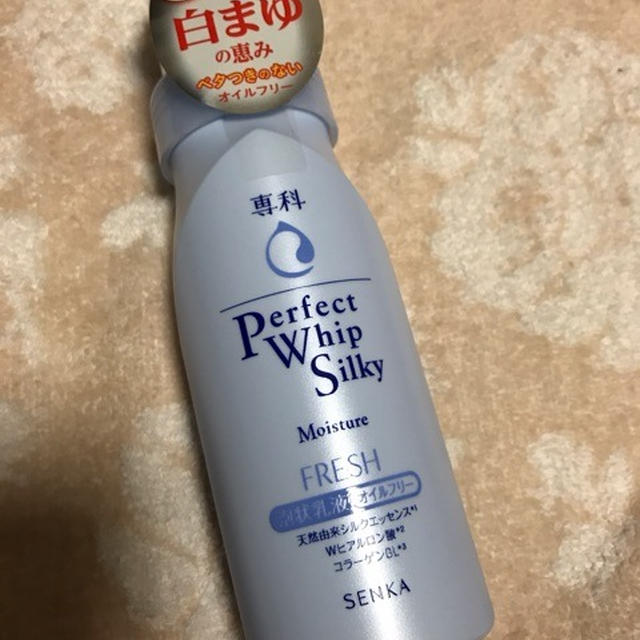 白まゆ
の恵み
ベタつきのない
オイルフリー
専科
Perfect
Whip
Silky
Moisture
FRESH
泡状乳液 オイルフリー
天然由来シルクエッセンス*1
Wヒアルロン酸*2
コラーゲンGL*3
SENKA